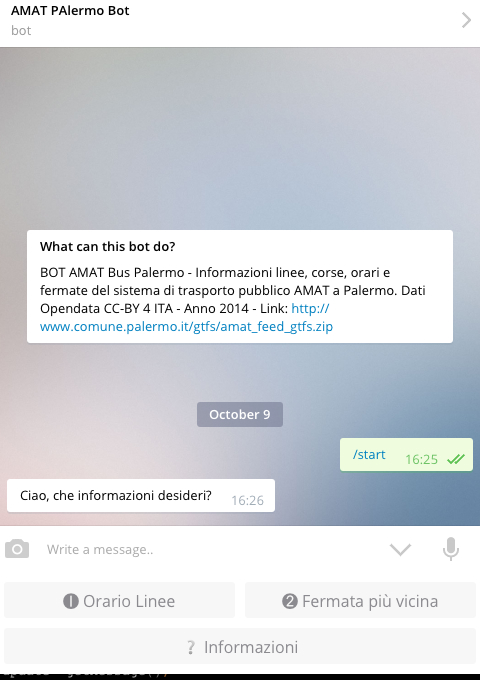 AMAT PAlermo Bot
bot
What can this bot do?
BOT AMAT Bus Palermo - Informazioni linee, corse, orari e
fermate del sistema di trasporto pubblico AMAT a Palermo. Dati
Opendata CC-BY 4 ITA - Anno 2014 - Link: http://
www.comune.palermo.it/gtfs/amat_feed_gtfs.zip
October 9
/start 16:25
Ciao, che informazioni desideri? 16:26
Write a message..
❶ Orario Linee
❷ Fermata più vicina
❔ Informazioni